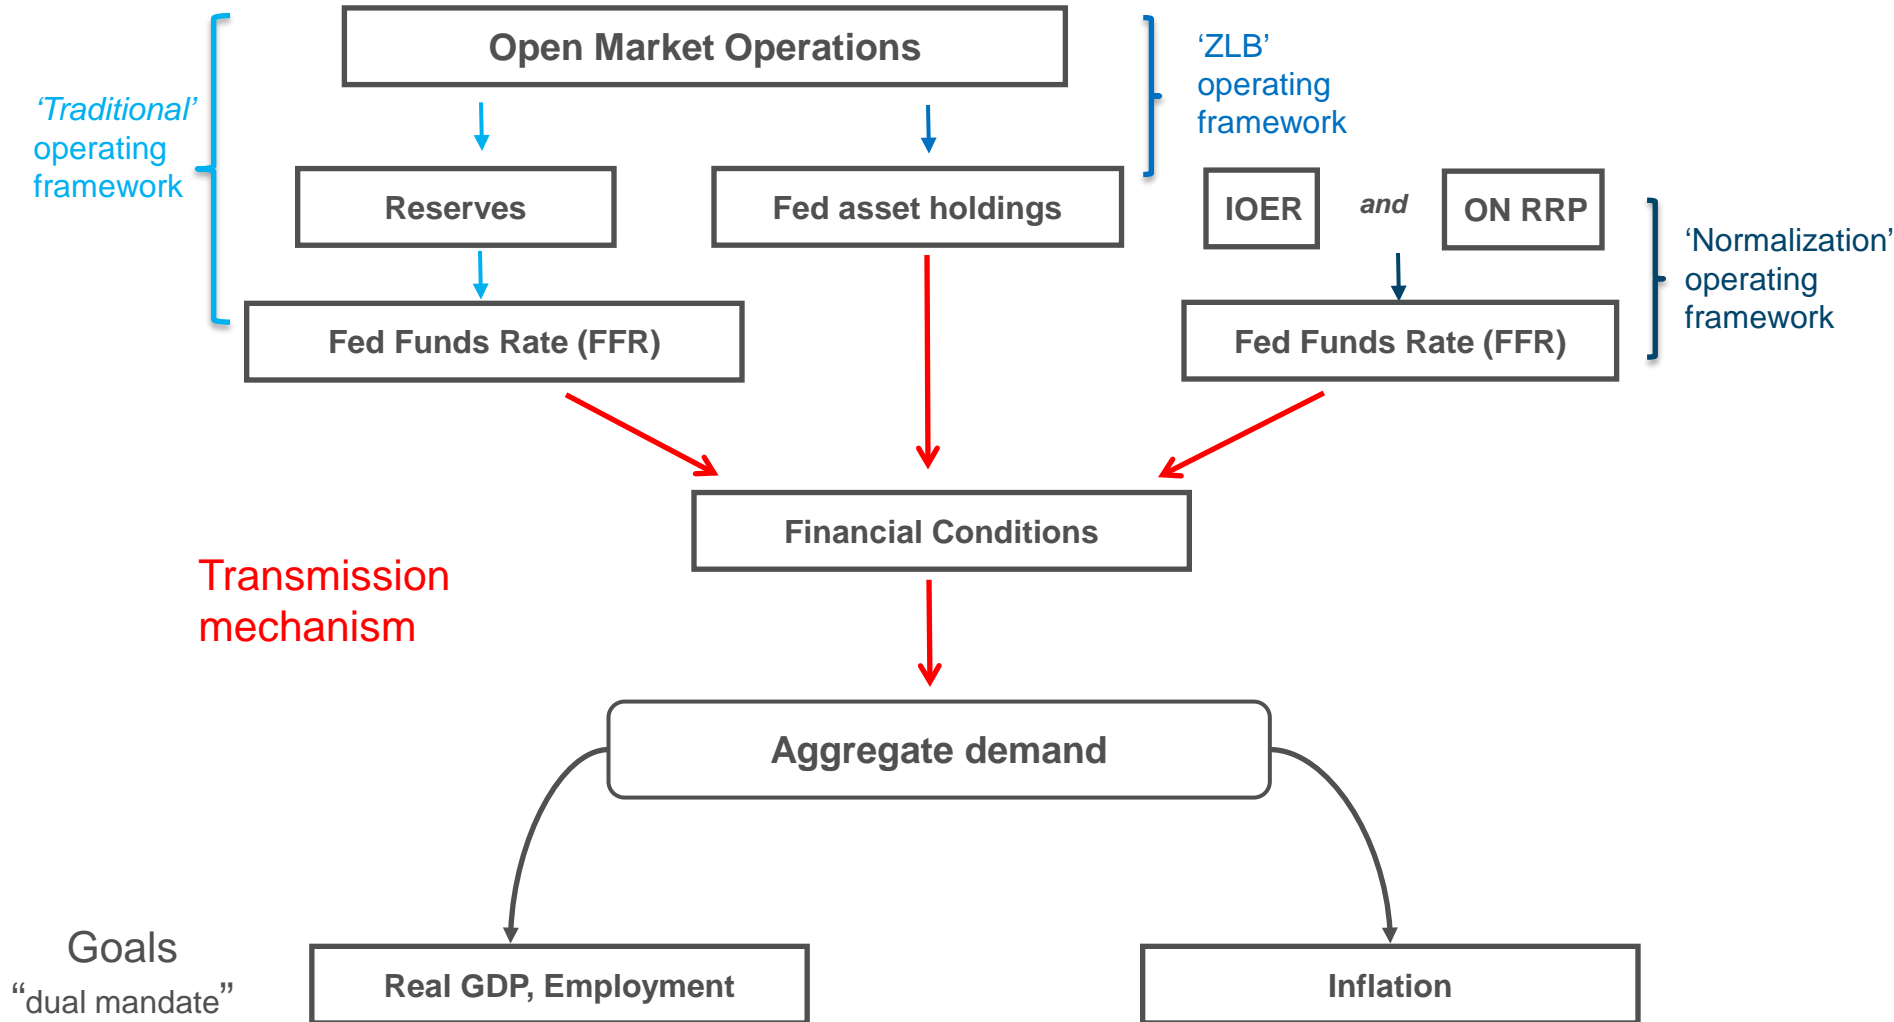 Open Market Operations
‘Traditional’
operating
framework
‘ZLB’
operating
framework
Reserves
Fed asset holdings
IOER
and
ON RRP
‘Normalization’
operating
framework
Fed Funds Rate (FFR)
Fed Funds Rate (FFR)
Financial Conditions
Transmission
mechanism
Aggregate demand
Goals
“dual mandate”
Real GDP, Employment
Inflation